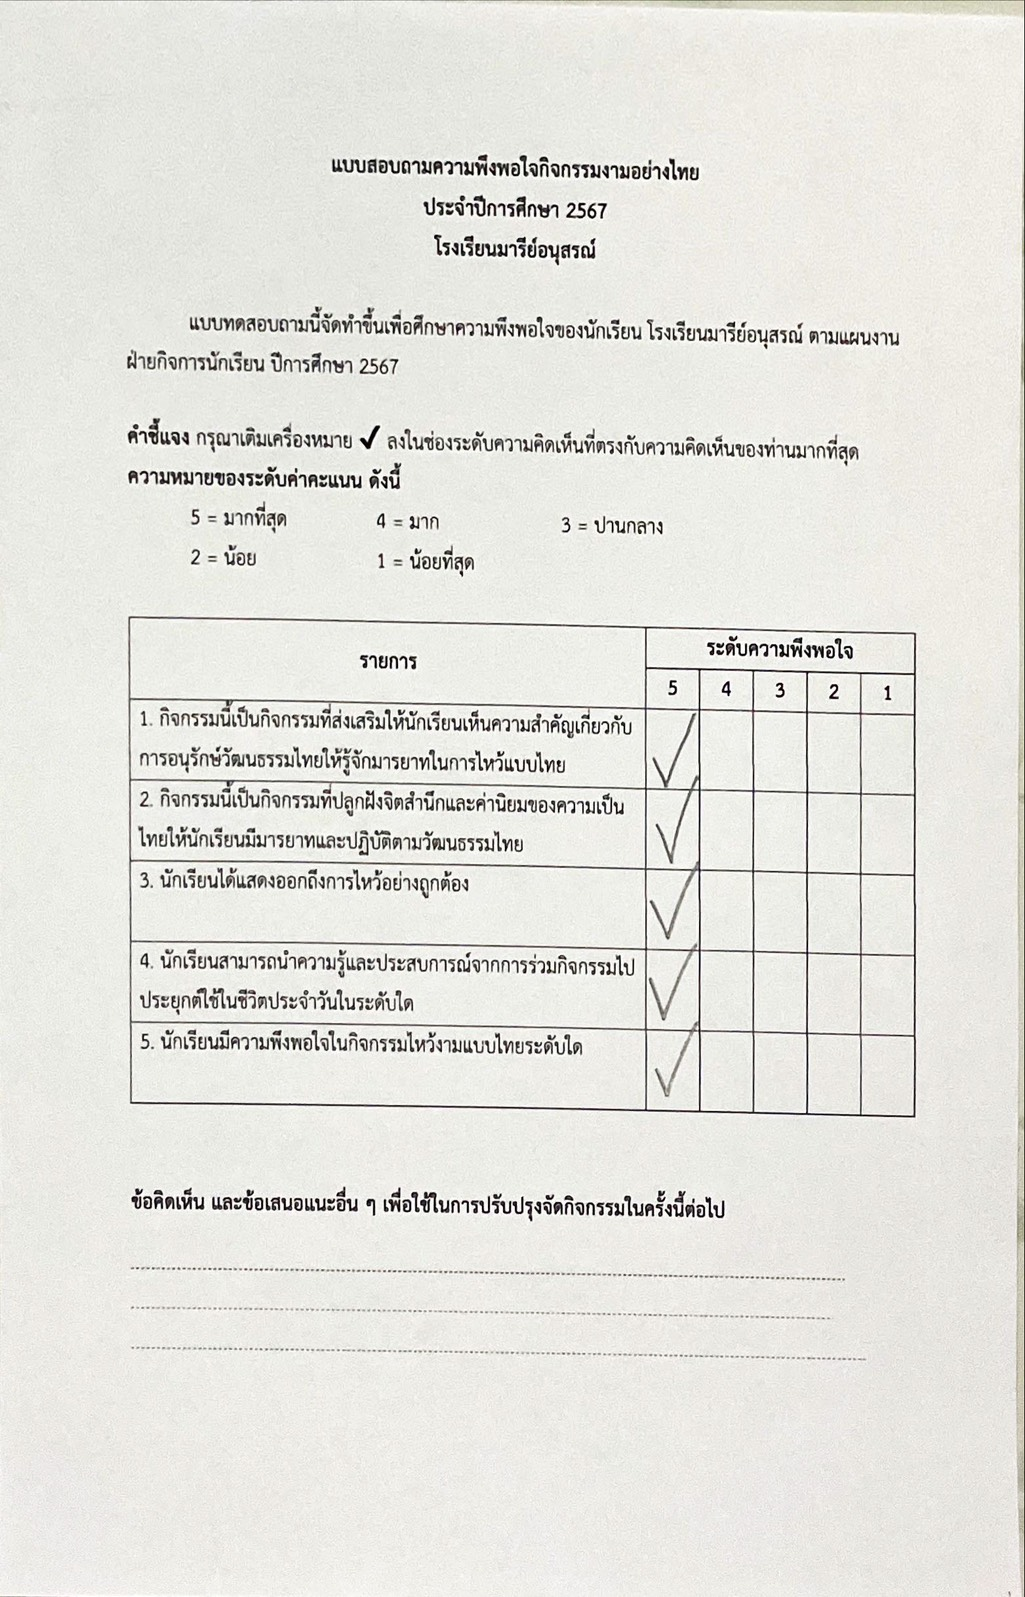 แบบสอบถามความพึงพอใจกิจกรรมงามอย่างไทย
ประจำปีการศึกษา 2567
โรงเรียนมารีย์อนุสรณ์
แบบทดสอบถามนี้จัดทำขึ้นเพื่อศึกษาความพึงพอใจของนักเรียน โรงเรียนมารีย์อนุสรณ์ ตามแผนงาน
ฝ่ายกิจการนักเรียน ปีการศึกษา 2567
คำชี้แจง กรุณาเติมเครื่องหมาย ✓ ลงในช่องระดับความคิดเห็นที่ตรงกับความคิดเห็นของท่านมากที่สุด
ความหมายของระดับค่าคะแนน ดังนี้
5 = มากที่สุด 4 = มาก 3 = ปานกลาง
2 = น้อย 1 = น้อยที่สุด
รายการ ระดับความพึงพอใจ
5 4 3 2 1
1. กิจกรรมนี้เป็นกิจกรรมที่ส่งเสริมให้นักเรียนเห็นความสำคัญเกี่ยวกับ
การอนุรักษ์วัฒนธรรมไทยให้รู้จักมารยาทในการไหว้แบบไทย ✓
2. กิจกรรมนี้เป็นกิจกรรมที่ปลูกฝังจิตสำนึกและค่านิยมของความเป็น
ไทยให้นักเรียนมีมารยาทและปฏิบัติตามวัฒนธรรมไทย ✓
3. นักเรียนได้แสดงออกถึงการไหว้อย่างถูกต้อง ✓
4. นักเรียนสามารถนำความรู้และประสบการณ์จากการร่วมกิจกรรมไป
ประยุกต์ใช้ในชีวิตประจำวันในระดับใด ✓
5. นักเรียนมีความพึงพอใจในกิจกรรมไหว้งามแบบไทยระดับใด ✓
ข้อคิดเห็น และข้อเสนอแนะอื่น ๆ เพื่อใช้ในการปรับปรุงจัดกิจกรรมในครั้งนี้ต่อไป